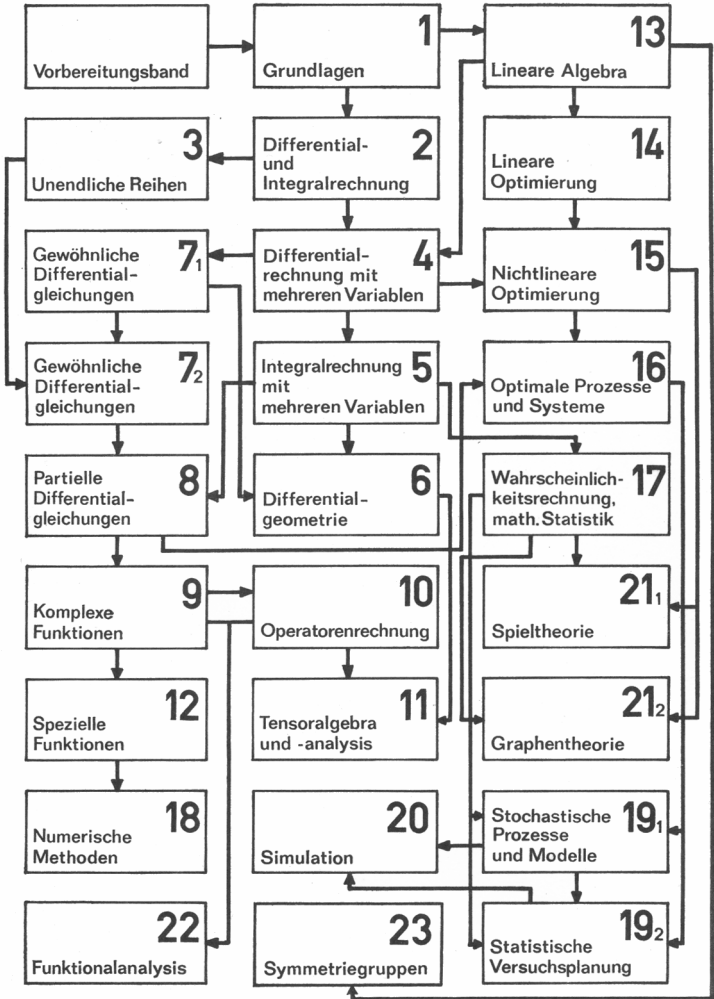 Vorbereitungsband
1
Grundlagen
13
Lineare Algebra
3
Unendliche Reihen
Differential-
und
Integralrechnung
2
14
Lineare
Optimierung
Gewöhnliche
Differential-
gleichungen
7₁
Differential-
rechnung mit
mehreren Variablen
4
15
Nichtlineare
Optimierung
Gewöhnliche
Differential-
gleichungen
7₂
Integralrechnung
mit
mehreren Variablen
5
16
Optimale Prozesse
und Systeme
Partielle
Differential-
gleichungen
8
6
Differential-
geometrie
Wahrscheinlich-
keitsrechnung,
math. Statistik
17
9
Komplexe
Funktionen
10
Operatorenrechnung
21₁
Spieltheorie
12
Spezielle
Funktionen
11
Tensoralgebra
und -analysis
21₂
Graphentheorie
18
Numerische
Methoden
20
Simulation
Stochastische
Prozesse
und Modelle
19₁
22
Funktionalanalysis
23
Symmetriegruppen
19₂
Statistische
Versuchsplanung